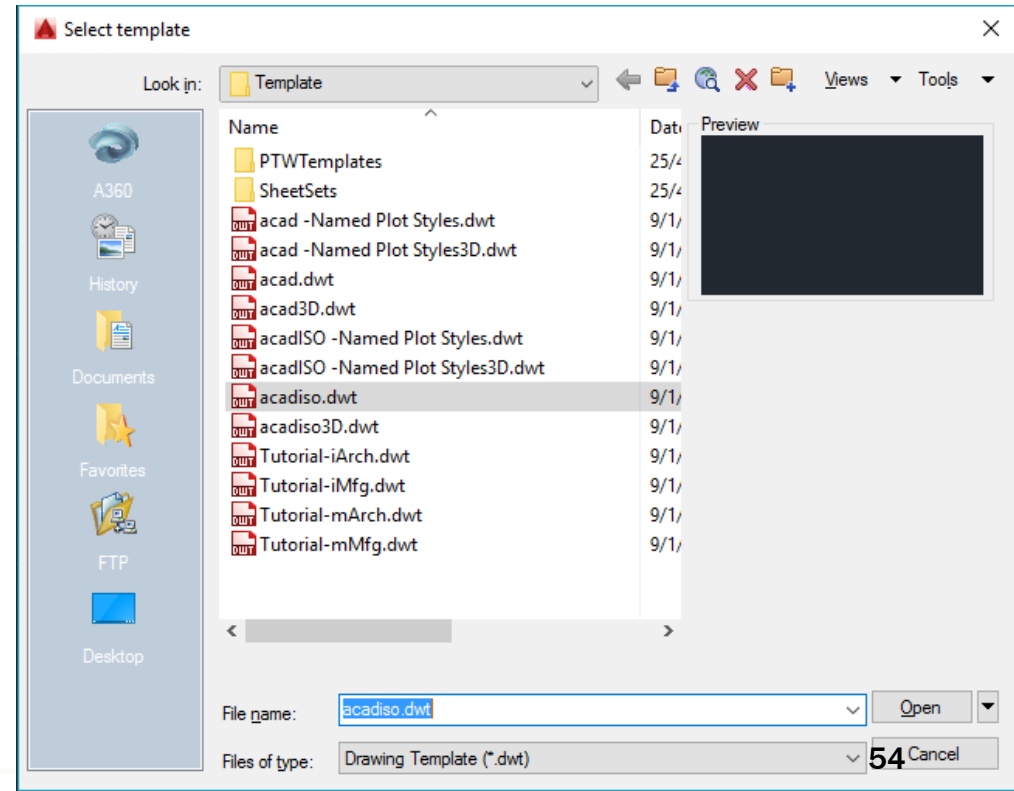 Select template
Look in: Template Views Tools
Name Date Preview
A360
History
Documents
Favorites
FTP
Desktop
PTWTemplates 25/4
SheetSets 25/4
acad -Named Plot Styles.dwt 9/1/
acad -Named Plot Styles3D.dwt 9/1/
acad.dwt 9/1/
acad3D.dwt 9/1/
acadISO -Named Plot Styles.dwt 9/1/
acadISO -Named Plot Styles3D.dwt 9/1/
acadiso.dwt 9/1/
acadiso3D.dwt 9/1/
Tutorial-iArch.dwt 9/1/
Tutorial-iMfg.dwt 9/1/
Tutorial-mArch.dwt 9/1/
Tutorial-mMfg.dwt 9/1/
File name: acadiso.dwt Open
Files of type: Drawing Template (*.dwt) 54 Cancel